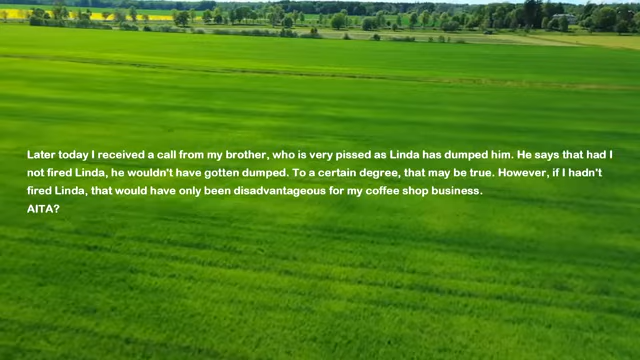 Later today I received a call from my brother, who is very pissed as Linda has dumped him. He says that had I
not fired Linda, he wouldn't have gotten dumped. To a certain degree, that may be true. However, if I hadn't
fired Linda, that would have only been disadvantageous for my coffee shop business.
AITA?